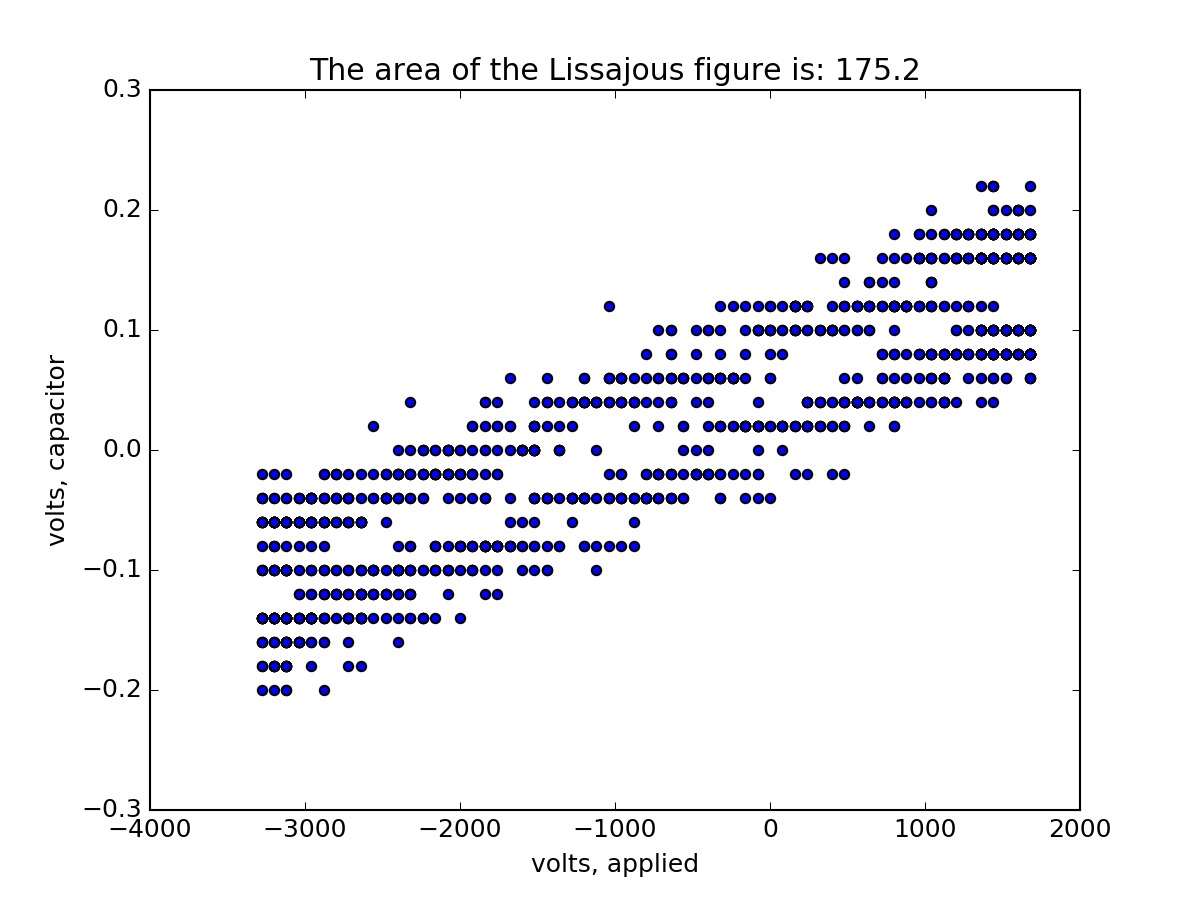 The area of the Lissajous figure is: 175.2
0.3
0.2
0.1
0.0
−0.1
−0.2
−0.3
−4000 −3000 −2000 −1000 0 1000 2000
volts, applied
volts, capacitor